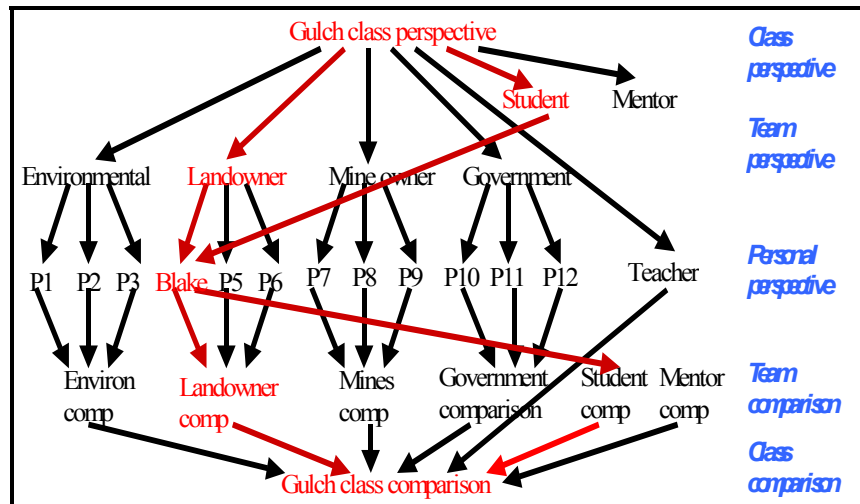 Gulch class perspective
Class
perspective
Student
Mentor
Team
perspective
Environmental
Landowner
Mine owner
Government
P1
P2
P3
Blake
P5
P6
P7
P8
P9
P10
P11
P12
Teacher
Personal
perspective
Environ
comp
Landowner
comp
Mines
comp
Government
comparison
Student
comp
Mentor
comp
Team
comparison
Gulch class comparison
Class
comparison